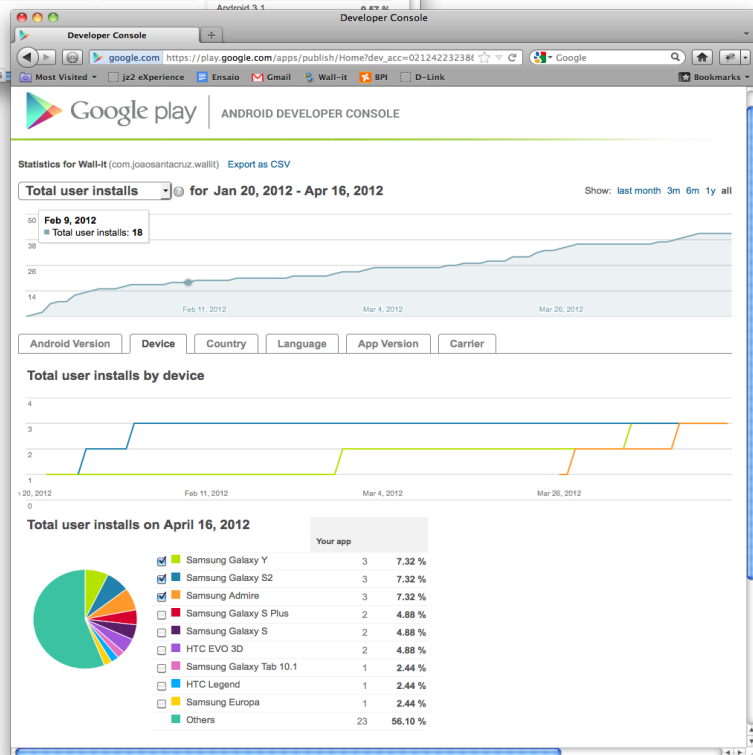 Android 3.1 0.57 %
Developer Console
Developer Console
google.com https://play.google.com/apps/publish/Home?dev_acc=02124223238 Google
Most Visited jz2 eXperience Ensaio Gmail Wall-it BPI D-Link Bookmarks
Google play ANDROID DEVELOPER CONSOLE
Statistics for Wall-it (com.joaosantacruz.wallit) Export as CSV
Total user installs for Jan 20, 2012 - Apr 16, 2012 Show: last month 3m 6m 1y all
50 Feb 9, 2012
Total user installs: 18
38
26
14
Feb 11, 2012 Mar 4, 2012 Mar 26, 2012
Android Version Device Country Language App Version Carrier
Total user installs by device
4
3
2
1
20, 2012 Feb 11, 2012 Mar 4, 2012 Mar 26, 2012
0
Total user installs on April 16, 2012
Your app
Samsung Galaxy Y 3 7.32 %
Samsung Galaxy S2 3 7.32 %
Samsung Admire 3 7.32 %
Samsung Galaxy S Plus 2 4.88 %
Samsung Galaxy S 2 4.88 %
HTC EVO 3D 2 4.88 %
Samsung Galaxy Tab 10.1 1 2.44 %
HTC Legend 1 2.44 %
Samsung Europa 1 2.44 %
Others 23 56.10 %